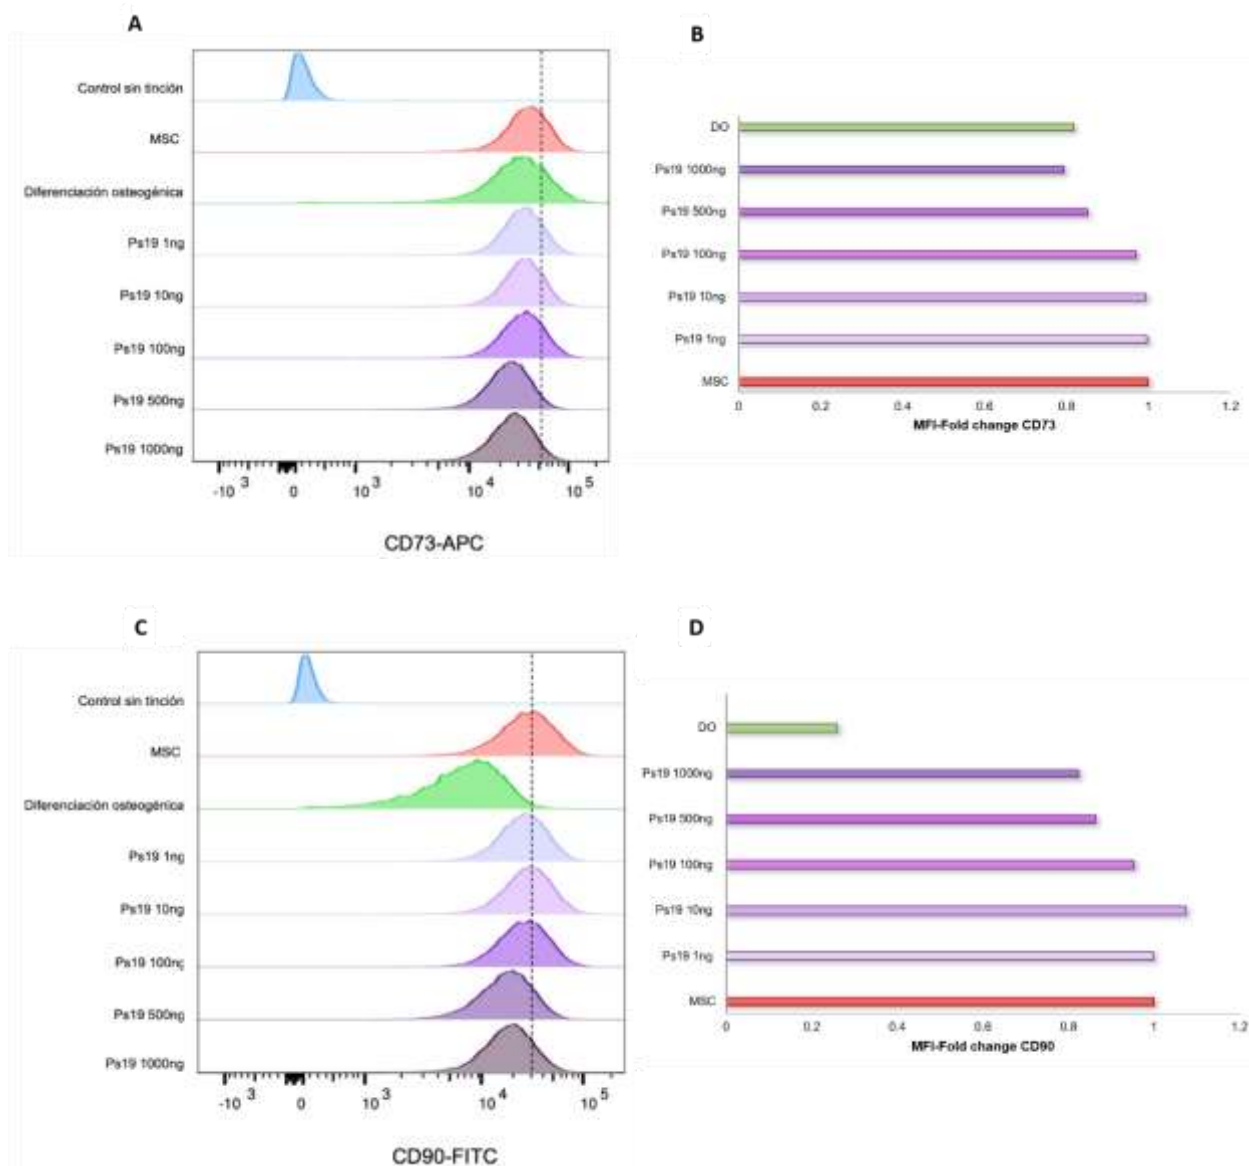 A
Control sin tinción
MSC
Diferenciación osteogénica
Ps19 1ng
Ps19 10ng
Ps19 100ng
Ps19 500ng
Ps19 1000ng
-10 3 0 10 3 10 4 10 5
CD73-APC
B
DO
Ps19 1000ng
Ps19 500ng
Ps19 100ng
Ps19 10ng
Ps19 1ng
MSC
0 0.2 0.4 0.6 0.8 1 1.2
MFI-Fold change CD73
C
Control sin tinción
MSC
Diferenciación osteogénica
Ps19 1ng
Ps19 10ng
Ps19 100ng
Ps19 500ng
Ps19 1000ng
-10 3 0 10 3 10 4 10 5
CD90-FITC
D
DO
Ps19 1000ng
Ps19 500ng
Ps19 100ng
Ps19 10ng
Ps19 1ng
MSC
0 0.2 0.4 0.6 0.8 1 1.2
MFI-Fold change CD90